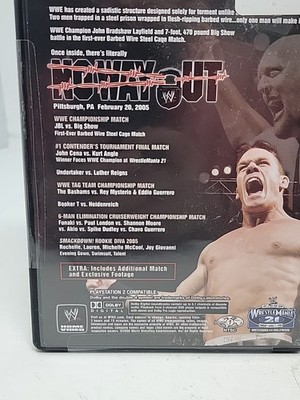 WWE has created a sadistic structure designed solely for torment unlike
Two men trapped in a steel prison wrapped in flesh-ripping barbed wire...only one man will make
WWE Champion John Bradshaw Layfield and 7-foot, 470 pound Big Show
battle in the first-ever Barbed Wire Steel Cage Match.
Once inside, there's literally
NO WAY OUT
Pittsburgh, PA February 20, 2005
WWE CHAMPIONSHIP MATCH
JBL vs. Big Show
First-Ever Barbed Wire Steel Cage Match
#1 CONTENDER'S TOURNAMENT FINAL MATCH
John Cena vs. Kurt Angle
Winner Faces WWE Champion at WrestleMania 21
Undertaker vs. Luther Reigns
WWE TAG TEAM CHAMPIONSHIP MATCH
The Bashams vs. Rey Mysterio & Eddie Guerrero
Booker T vs. Heidenreich
6-MAN ELIMINATION CRUISERWEIGHT CHAMPIONSHIP MATCH
Funaki vs. Paul London vs. Shannon Moore
vs. Akio vs. Spike Dudley vs. Chavo Guerrero
SMACKDOWN! ROOKIE DIVA 2005
Rochelle, Lauren, Michelle McCool, Joy Giovanni
Evening Gown, Swimsuit, Talent
EXTRA: Includes Additional Match
and Exclusive Footage
PLAYSTATION 2 COMPATIBLE
DOLBY
DIGITAL
HOME
VIDEO
NTSC
WRESTLEMANIA
21